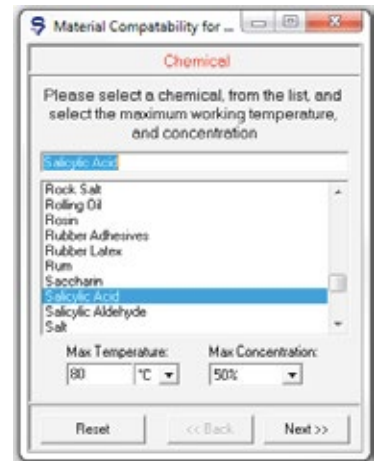 Material Compatability for ...
Chemical
Please select a chemical, from the list, and
select the maximum working temperature,
and concentration
Salicylic Acid
Rock Salt
Rolling Oil
Rosin
Rubber Adhesives
Rubber Latex
Rum
Saccharin
Salicylic Acid
Salicylic Aldehyde
Salt
Max Temperature: Max Concentration:
80 °C 50%
Reset << Back Next >>